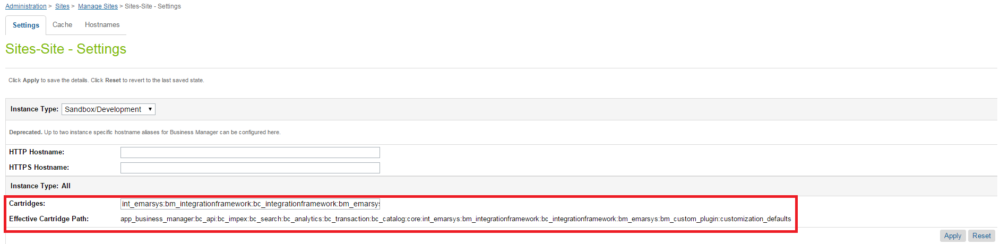 Administration > Sites > Manage Sites > Sites-Site - Settings
Settings Cache Hostnames
Sites-Site - Settings
Click Apply to save the details. Click Reset to revert to the last saved state.
Instance Type: Sandbox/Development
Deprecated. Up to two instance specific hostname aliases for Business Manager can be configured here.
HTTP Hostname:
HTTPS Hostname:
Instance Type: All
Cartridges: int_emarsys:bm_integrationframework:bc_integrationframework:bm_emarsys
Effective Cartridge Path: app_business_manager:bc_api:bc_impex:bc_search:bc_analytics:bc_transaction:bc_catalog:core:int_emarsys:bm_integrationframework:bc_integrationframework:bm_emarsys:bm_custom_plugin:customization_defaults
Apply Reset